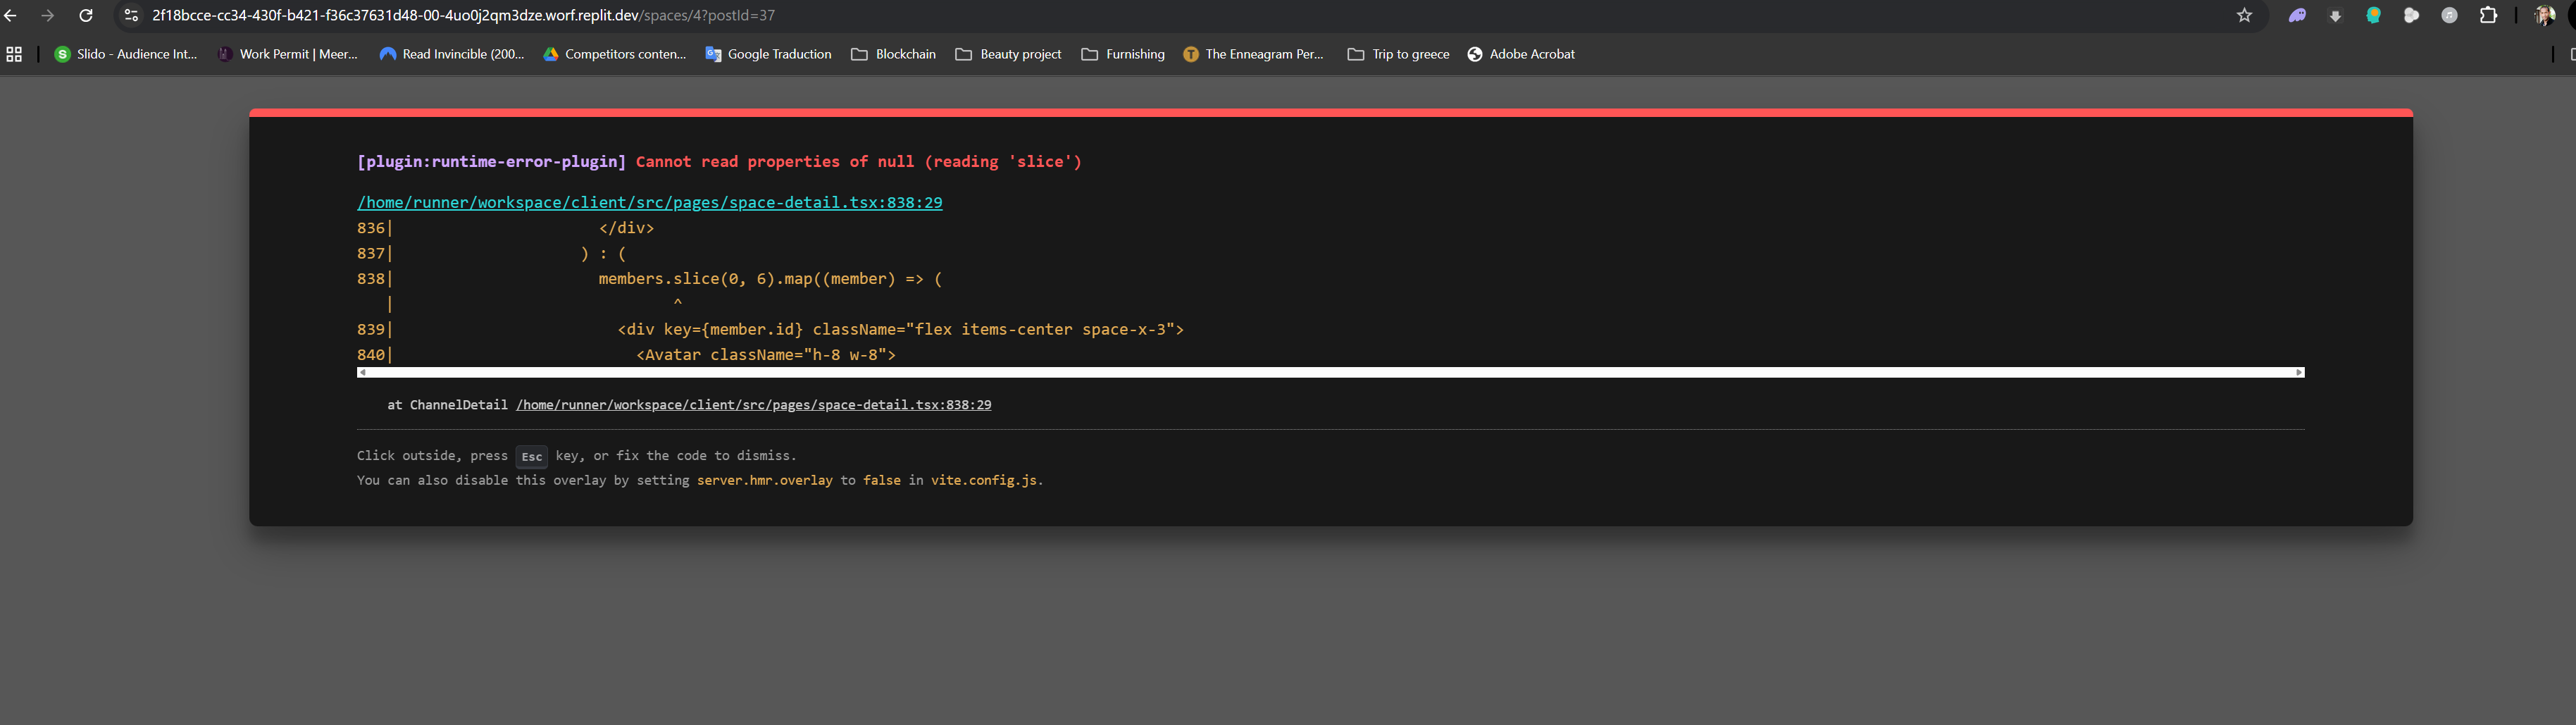 2f18bcce-cc34-430f-b421-f36c37631d48-00-4uo0j2qm3dze.worf.replit.dev/spaces/4?postId=37
Slido - Audience Int... Work Permit | Meer... Read Invincible (200... Competitors conten... Google Traduction Blockchain Beauty project Furnishing The Enneagram Per... Trip to greece Adobe Acrobat
[plugin:runtime-error-plugin] Cannot read properties of null (reading 'slice')
/home/runner/workspace/client/src/pages/space-detail.tsx:838:29
836| </div>
837| ) : (
838| members.slice(0, 6).map((member) => (
| ^
839| <div key={member.id} className="flex items-center space-x-3">
840| <Avatar className="h-8 w-8">
at ChannelDetail /home/runner/workspace/client/src/pages/space-detail.tsx:838:29
Click outside, press Esc key, or fix the code to dismiss.
You can also disable this overlay by setting server.hmr.overlay to false in vite.config.js.